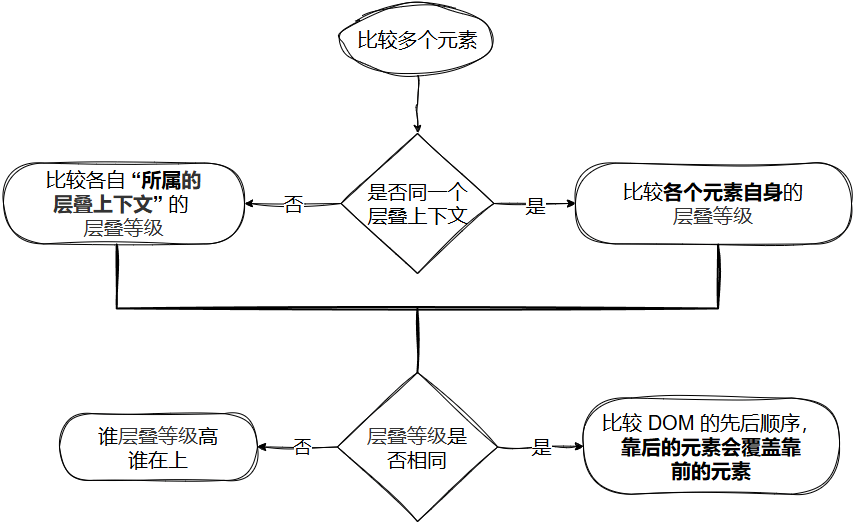 比较多个元素
比较各自 “所属的
层叠上下文” 的
层叠等级
否
是否同一个
层叠上下文
是
比较各个元素自身的
层叠等级
谁层叠等级高
谁在上
否
层叠等级是
否相同
是
比较 DOM 的先后顺序，
靠后的元素会覆盖靠
前的元素